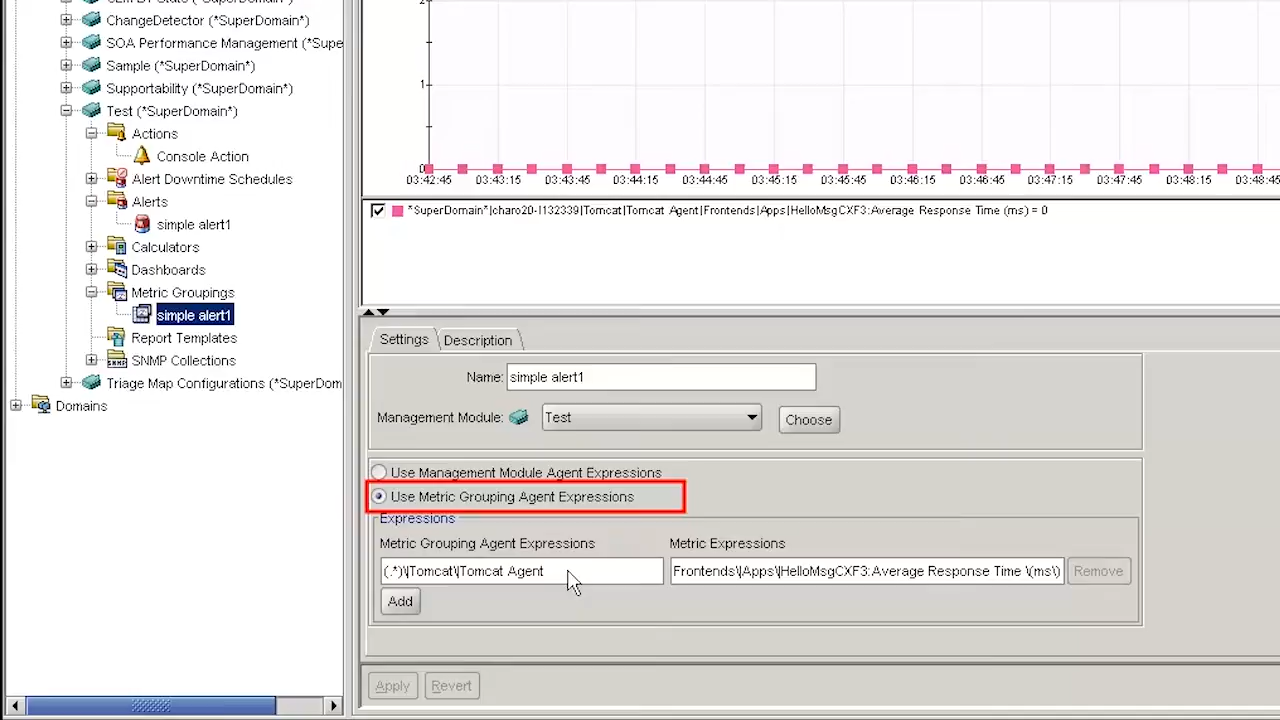 ChangeDetector (*SuperDomain*)
SOA Performance Management (*Supe
Sample (*SuperDomain*)
Supportability (*SuperDomain*)
Test (*SuperDomain*)
Actions
Console Action
Alert Downtime Schedules
Alerts
simple alert1
Calculators
Dashboards
Metric Groupings
simple alert1
Report Templates
SNMP Collections
Triage Map Configurations (*SuperDom
Domains
2
1
0
03:42:45 03:43:15 03:43:45 03:44:15 03:44:45 03:45:15 03:45:45 03:46:15 03:46:45 03:47:15 03:47:45 03:48:15 03:48:45
*SuperDomain*|charo20-I132339|Tomcat|Tomcat Agent|Frontends|Apps|HelloMsgCXF3:Average Response Time (ms) = 0
Settings Description
Name: simple alert1
Management Module: Test Choose
Use Management Module Agent Expressions
Use Metric Grouping Agent Expressions
Expressions
Metric Grouping Agent Expressions Metric Expressions
(.*)\|Tomcat\|Tomcat Agent Frontends\|Apps\|HelloMsgCXF3:Average Response Time \(ms\) Remove
Add
Apply Revert